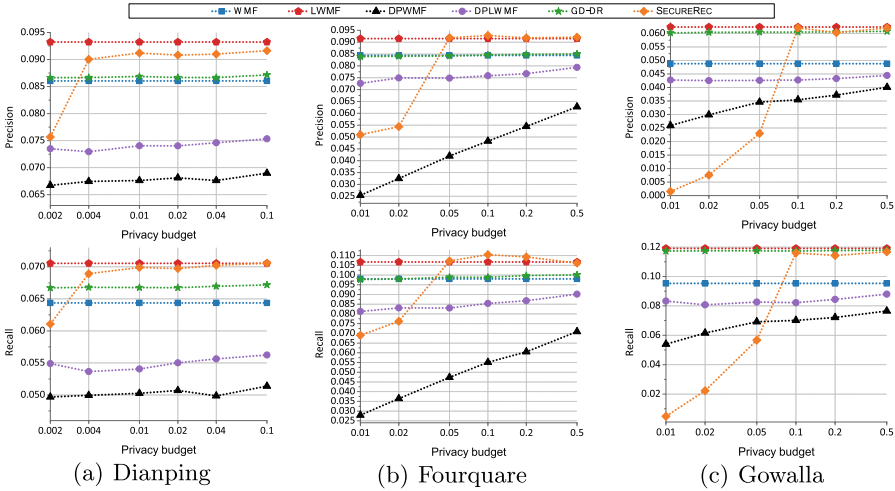 WMF LWMF DPWMF DPLWMF GD-DR SECUREREC
0.095
0.090
0.085
0.080
0.075
0.070
0.065
Precision
0.002 0.004 0.01 0.02 0.04 0.1
Privacy budget
0.095
0.090
0.085
0.080
0.075
0.070
0.065
0.060
0.055
0.050
0.045
0.040
0.035
0.030
0.025
Precision
0.01 0.02 0.05 0.1 0.2 0.5
Privacy budget
0.060
0.055
0.050
0.045
0.040
0.035
0.030
0.025
0.020
0.015
0.010
0.005
0.000
Precision
0.01 0.02 0.05 0.1 0.2 0.5
Privacy budget
0.070
0.065
0.060
0.055
0.050
Recall
0.002 0.004 0.01 0.02 0.04 0.1
Privacy budget
0.110
0.105
0.100
0.095
0.090
0.085
0.080
0.075
0.070
0.065
0.060
0.055
0.050
0.045
0.040
0.035
0.030
0.025
Recall
0.01 0.02 0.05 0.1 0.2 0.5
Privacy budget
0.12
0.10
0.08
0.06
0.04
0.02
Recall
0.01 0.02 0.05 0.1 0.2 0.5
Privacy budget
(a) Dianping
(b) Fourquare
(c) Gowalla